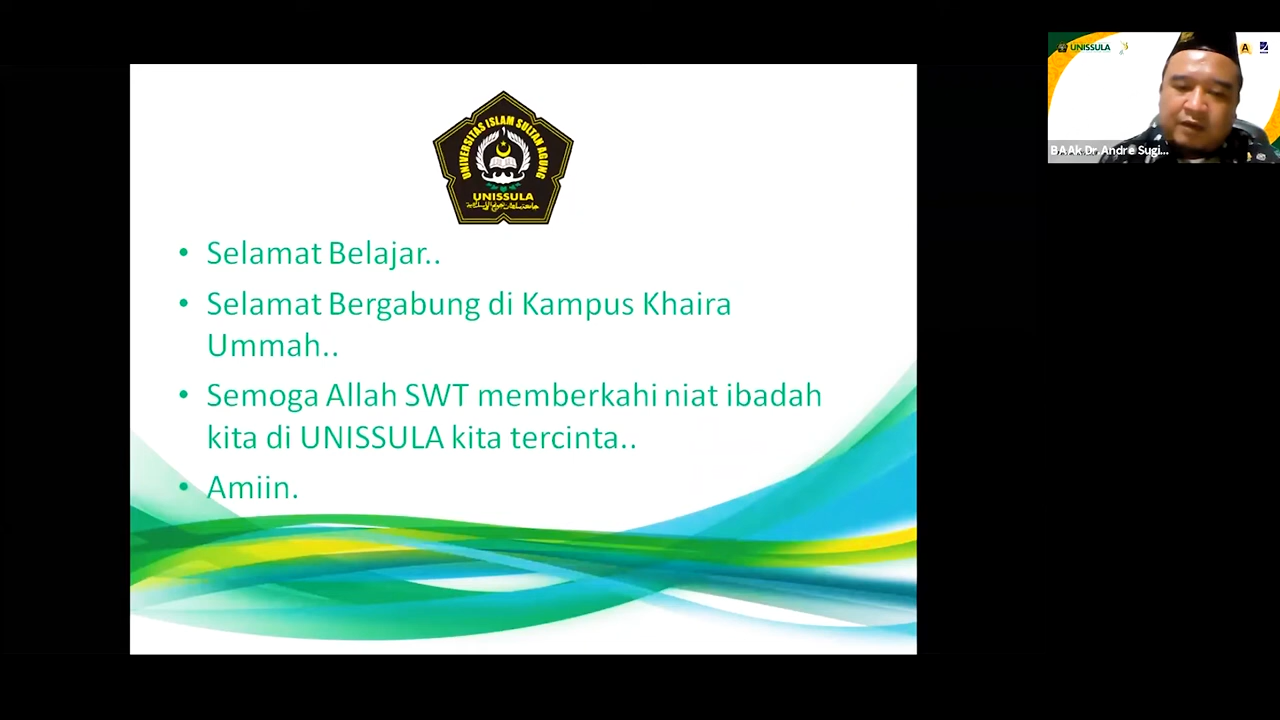 UNIVERSITAS ISLAM SULTAN AGUNG
UNISSULA
• Selamat Belajar..
• Selamat Bergabung di Kampus Khaira
Ummah..
• Semoga Allah SWT memberkahi niat ibadah
kita di UNISSULA kita tercinta..
• Amiin.
UNISSULA
BAAk Dr.Andre Sugi...